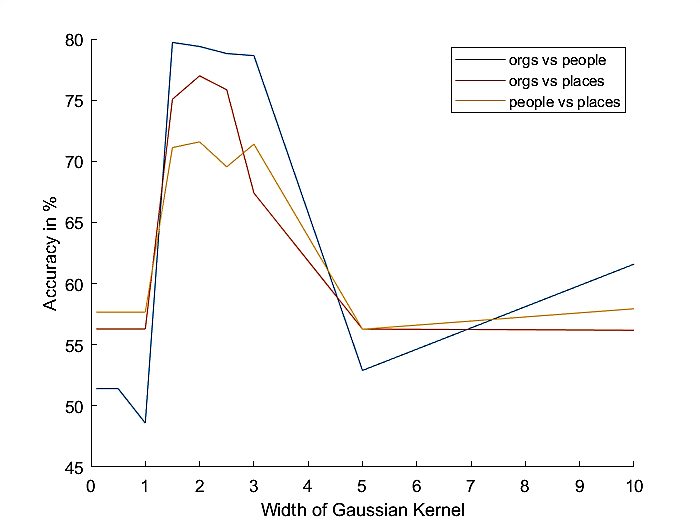 80
75
70
65
60
55
50
45
Accuracy in %
orgs vs people
orgs vs places
people vs places
0 1 2 3 4 5 6 7 8 9 10
Width of Gaussian Kernel